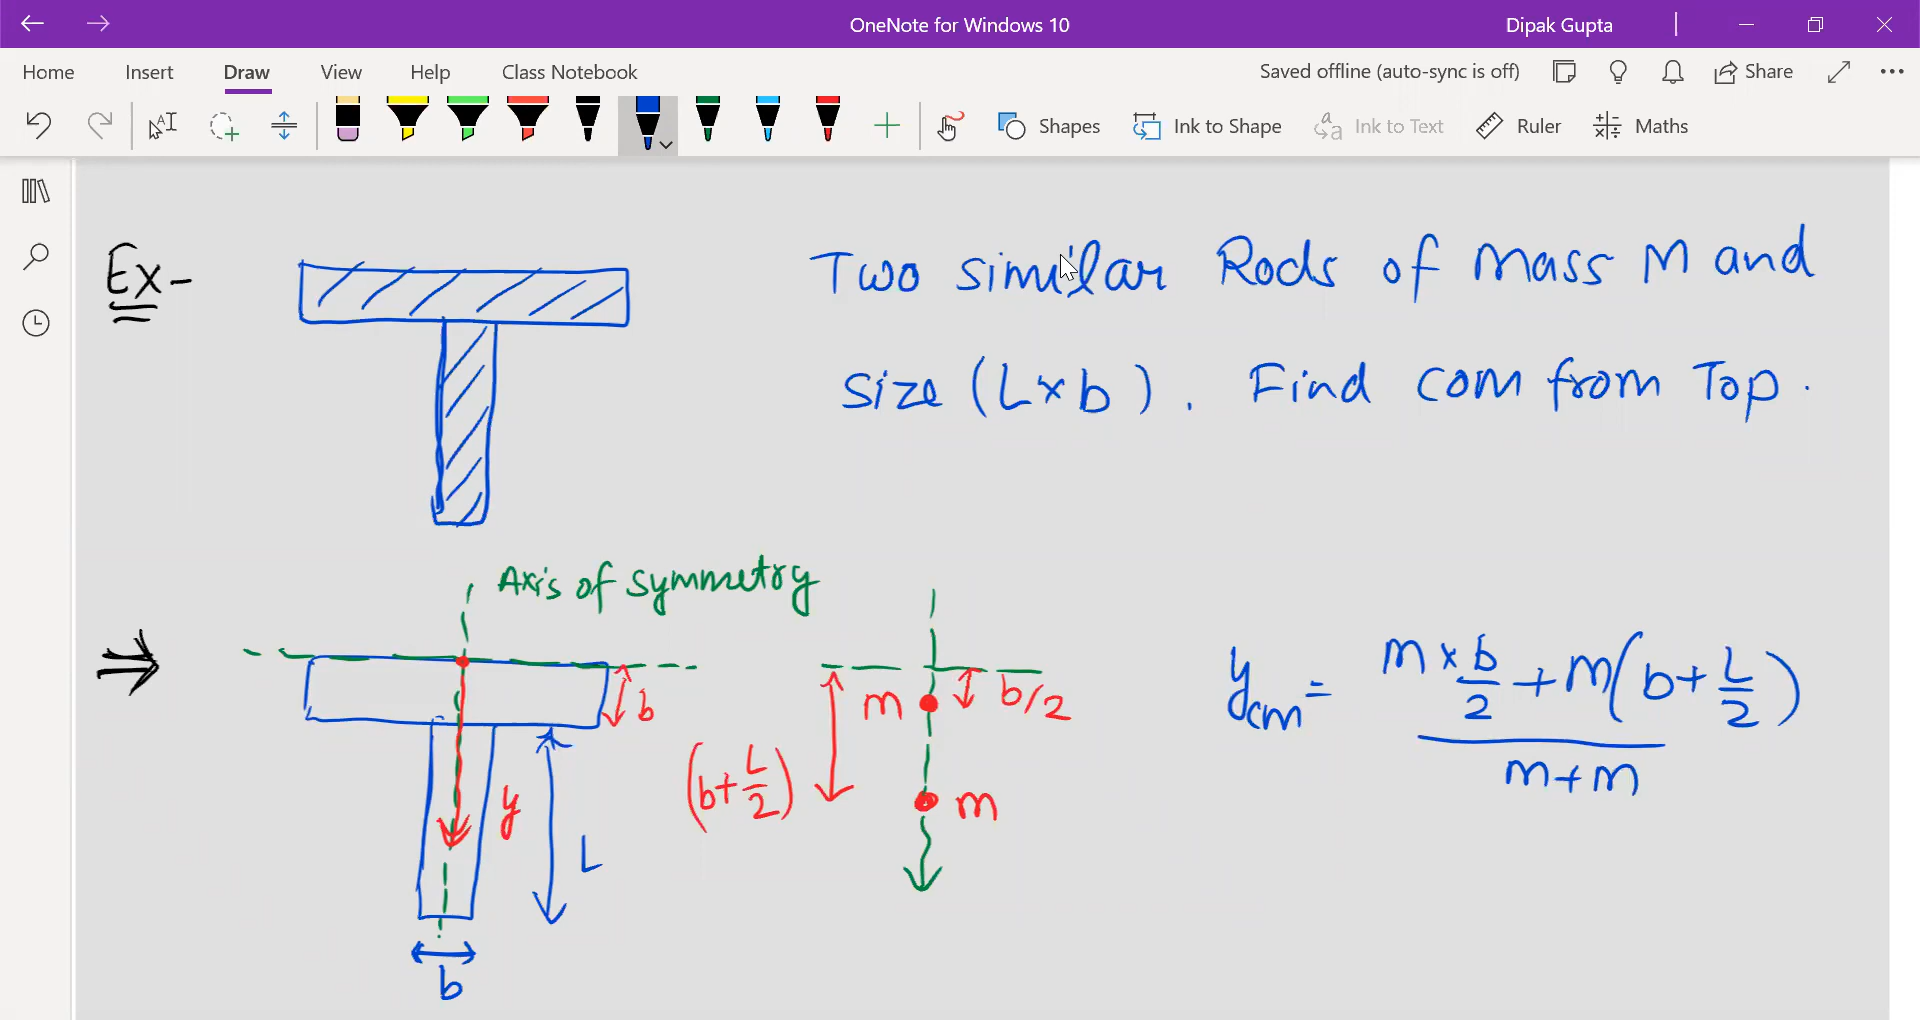 OneNote for Windows 10
Dipak Gupta
Home Insert Draw View Help Class Notebook
Saved offline (auto-sync is off) Share
Shapes Ink to Shape Ink to Text Ruler Maths
Ex-
Two similar Rods of mass M and
size (L×b). Find COM from Top.
Axis of symmetry
b
y
L
b
m
b/2
(b+L/2)
m
y_cm = (m×b/2 + m(b+L/2)) / (m+m)